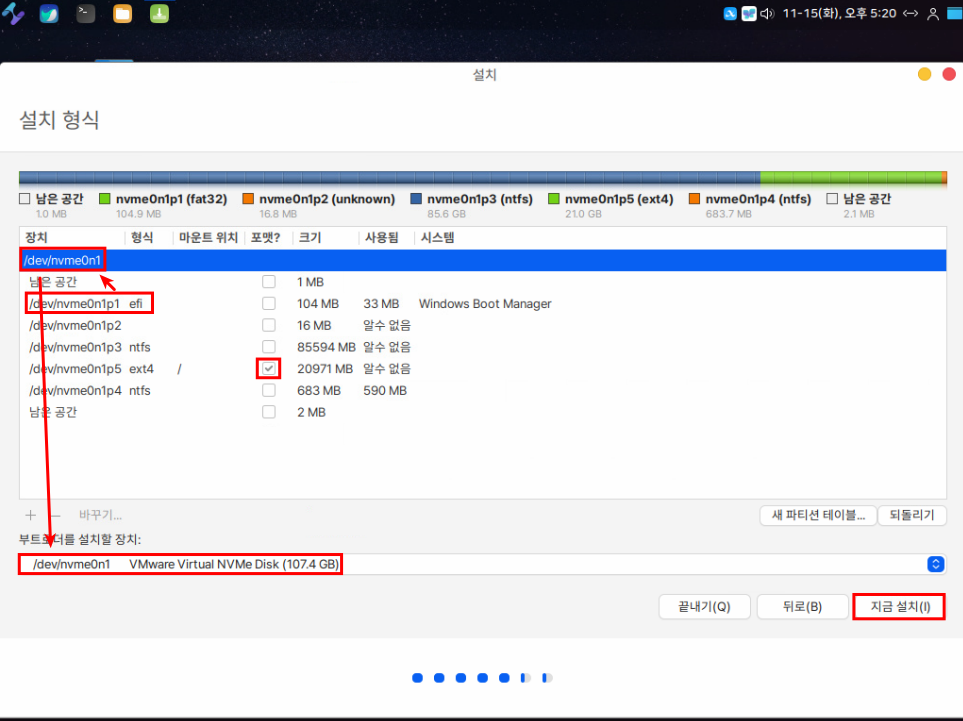 11-15(화), 오후 5:20
설치
설치 형식
남은 공간 nvme0n1p1 (fat32) nvme0n1p2 (unknown) nvme0n1p3 (ntfs) nvme0n1p5 (ext4) nvme0n1p4 (ntfs) 남은 공간
1.0 MB 104.9 MB 16.8 MB 85.6 GB 21.0 GB 683.7 MB 2.1 MB
장치 형식 마운트 위치 포맷? 크기 사용됨 시스템
/dev/nvme0n1
남은 공간 1 MB
/dev/nvme0n1p1 efi 104 MB 33 MB Windows Boot Manager
/dev/nvme0n1p2 16 MB 알수 없음
/dev/nvme0n1p3 ntfs 85594 MB 알수 없음
/dev/nvme0n1p5 ext4 / 20971 MB 알수 없음
/dev/nvme0n1p4 ntfs 683 MB 590 MB
남은 공간 2 MB
+ − 바꾸기... 새 파티션 테이블... 되돌리기
부트로더를 설치할 장치:
/dev/nvme0n1 VMware Virtual NVMe Disk (107.4 GB)
끝내기(Q) 뒤로(B) 지금 설치(I)